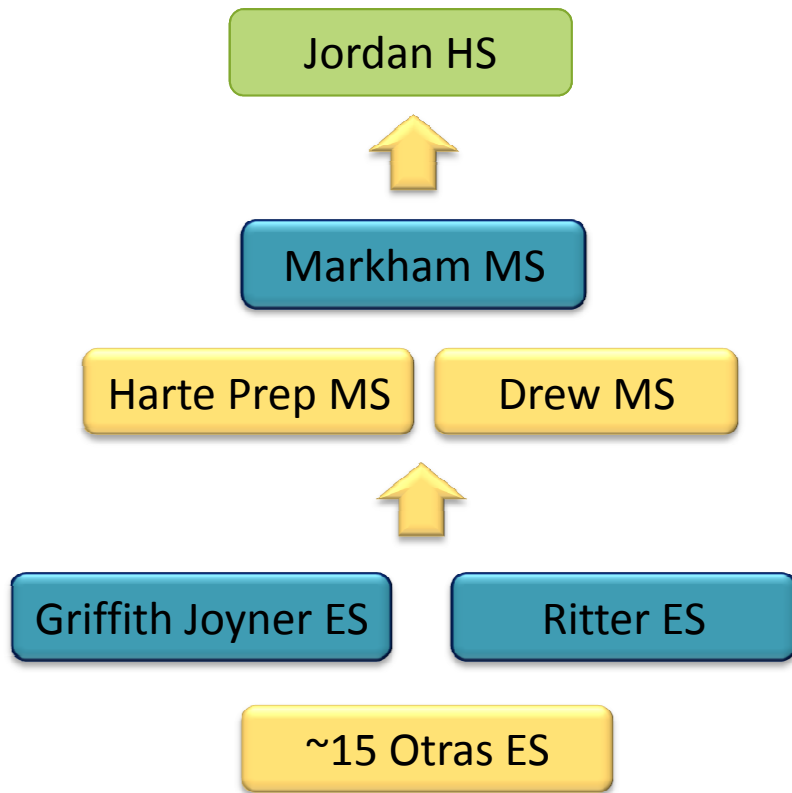 Jordan HS
Markham MS
Harte Prep MS
Drew MS
Griffith Joyner ES
Ritter ES
~15 Otras ES